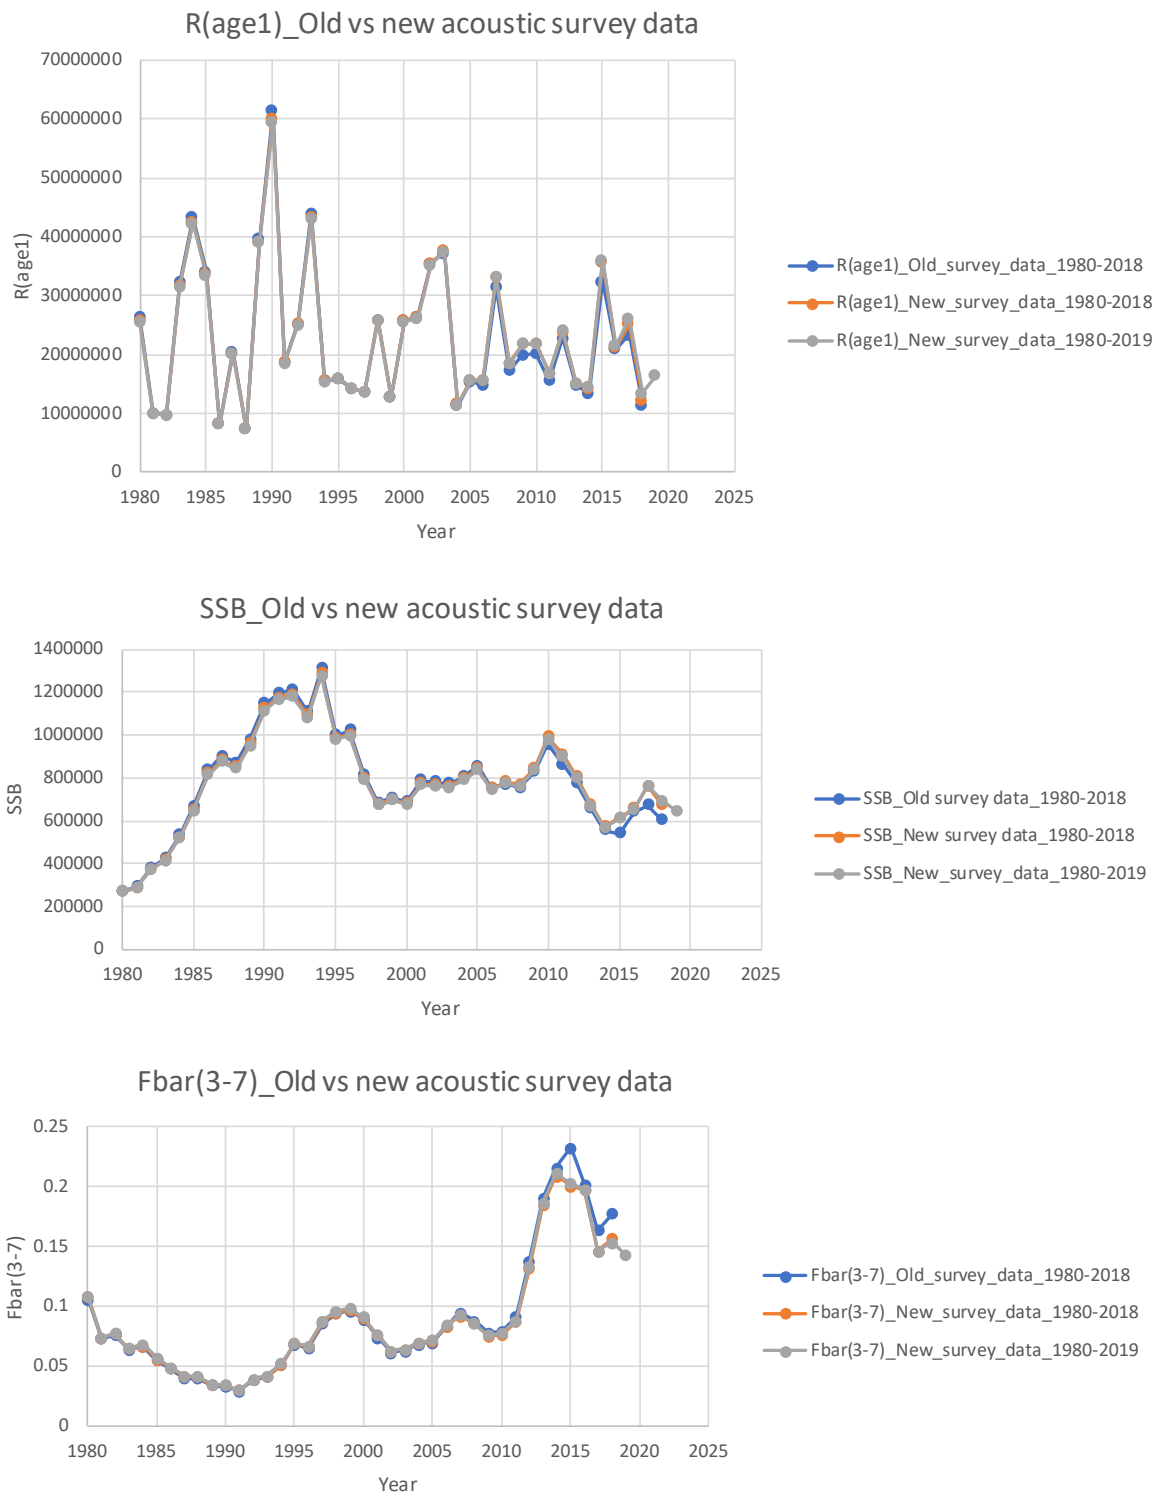 R(age1)_Old vs new acoustic survey data
70000000
60000000
50000000
40000000
30000000
20000000
10000000
0
R(age1)
1980 1985 1990 1995 2000 2005 2010 2015 2020 2025
Year
R(age1)_Old_survey_data_1980-2018
R(age1)_New_survey_data_1980-2018
R(age1)_New_survey_data_1980-2019
SSB_Old vs new acoustic survey data
1400000
1200000
1000000
800000
600000
400000
200000
0
SSB
1980 1985 1990 1995 2000 2005 2010 2015 2020 2025
Year
SSB_Old survey data_1980-2018
SSB_New survey data_1980-2018
SSB_New_survey_data_1980-2019
Fbar(3-7)_Old vs new acoustic survey data
0.25
0.2
0.15
0.1
0.05
0
Fbar(3-7)
1980 1985 1990 1995 2000 2005 2010 2015 2020 2025
Year
Fbar(3-7)_Old_survey_data_1980-2018
Fbar(3-7)_New_survey_data_1980-2018
Fbar(3-7)_New_survey_data_1980-2019